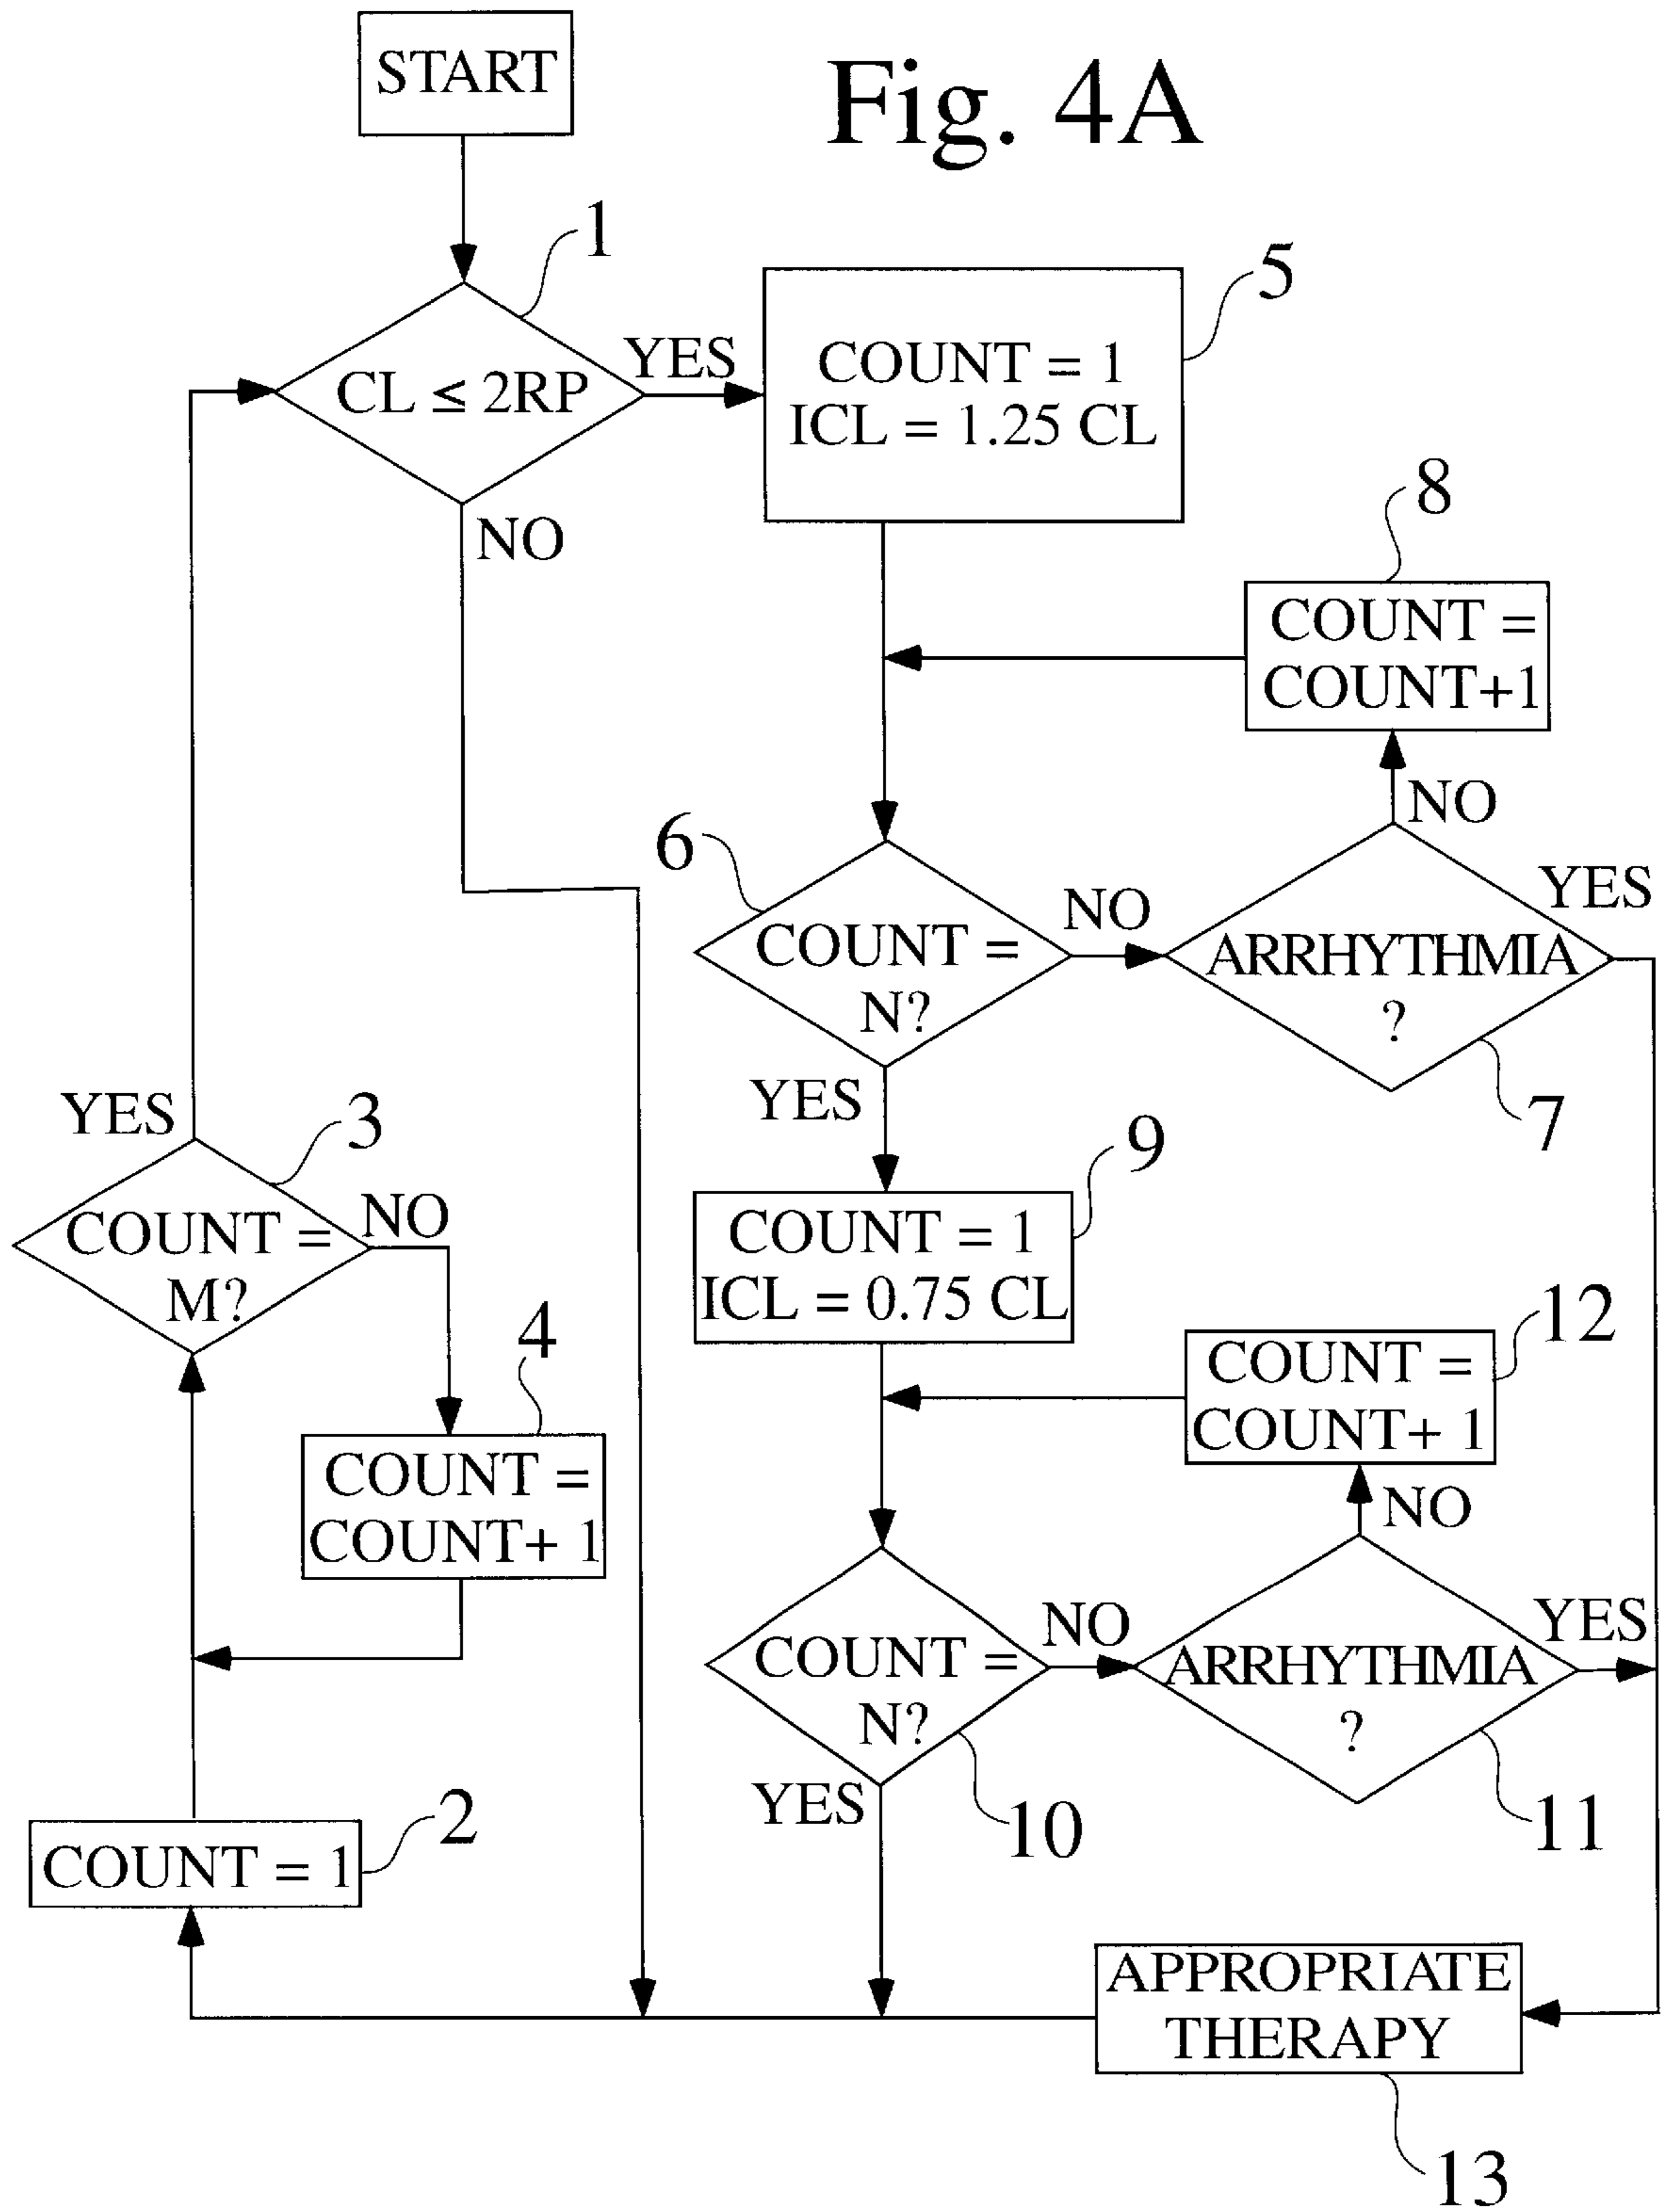 START
Fig. 4A
1
CL ≤ 2RP
YES
NO
5
COUNT = 1
ICL = 1.25 CL
8
COUNT =
COUNT+1
NO
6
COUNT =
N?
NO
YES
ARRHYTHMIA
?
YES
7
YES
3
COUNT =
M?
NO
4
COUNT =
COUNT+ 1
9
COUNT = 1
ICL = 0.75 CL
12
COUNT =
COUNT+ 1
NO
COUNT =
N?
NO
YES
10
ARRHYTHMIA
?
YES
11
2
COUNT = 1
APPROPRIATE
THERAPY
13